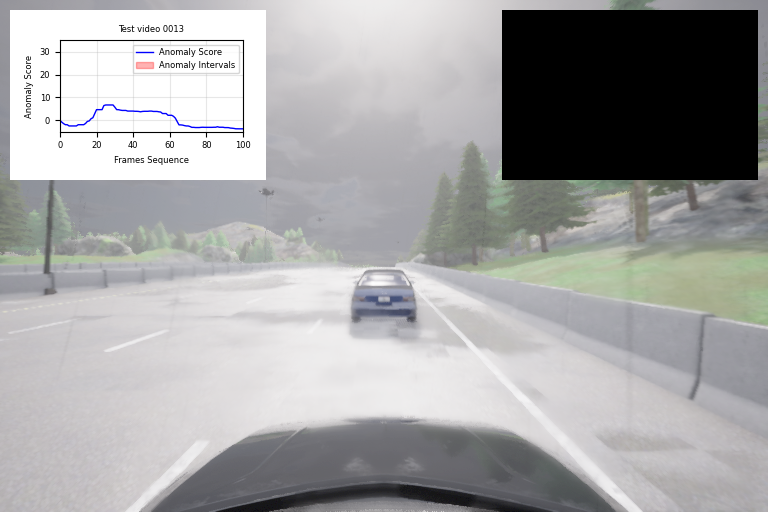 Test video 0013
Anomaly Score
30
20
10
0
Anomaly Score
Anomaly Intervals
0 20 40 60 80 100
Frames Sequence